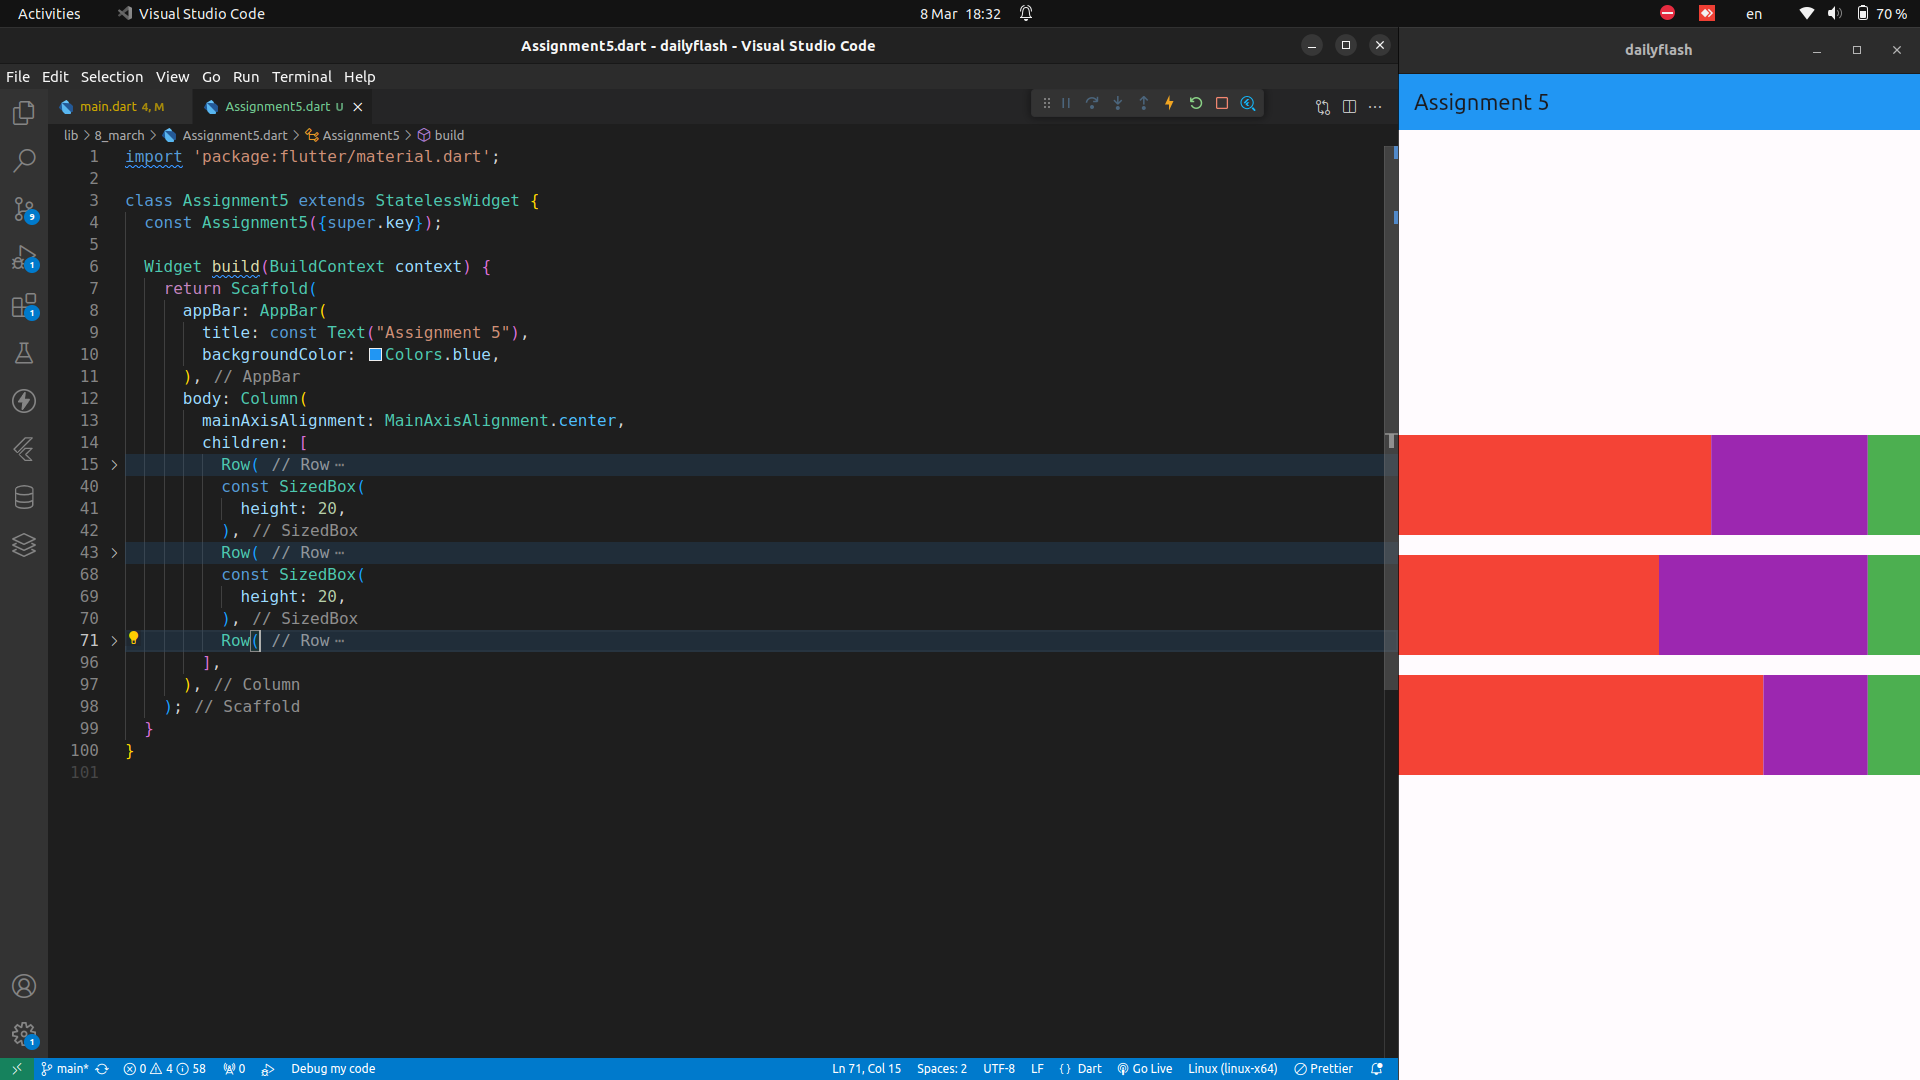 Activities
Visual Studio Code
8 Mar 18:32
en
70 %
Assignment5.dart - dailyflash - Visual Studio Code
dailyflash
File Edit Selection View Go Run Terminal Help
main.dart 4, M
Assignment5.dart U
Assignment 5
lib > 8_march > Assignment5.dart > Assignment5 > build
1 import 'package:flutter/material.dart';
2
3 class Assignment5 extends StatelessWidget {
4 const Assignment5({super.key});
5
6 Widget build(BuildContext context) {
7 return Scaffold(
8 appBar: AppBar(
9 title: const Text("Assignment 5"),
10 backgroundColor: Colors.blue,
11 ), // AppBar
12 body: Column(
13 mainAxisAlignment: MainAxisAlignment.center,
14 children: [
15 Row( // Row ⋯
40 const SizedBox(
41 height: 20,
42 ), // SizedBox
43 Row( // Row ⋯
68 const SizedBox(
69 height: 20,
70 ), // SizedBox
71 Row( // Row ⋯
96 ],
97 ), // Column
98 ); // Scaffold
99 }
100 }
101
9
1
1
1
main* 0 4 58 0 Debug my code
Ln 71, Col 15 Spaces: 2 UTF-8 LF {} Dart Go Live Linux (linux-x64) Prettier